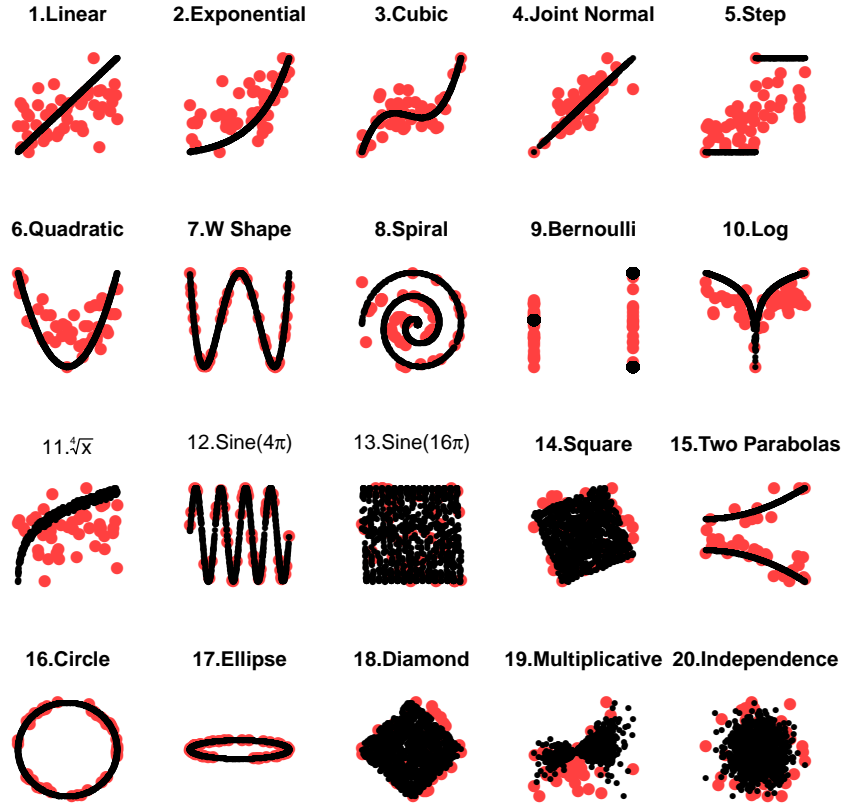 1.Linear
2.Exponential
3.Cubic
4.Joint Normal
5.Step
6.Quadratic
7.W Shape
8.Spiral
9.Bernoulli
10.Log
11.∜x
12.Sine(4π)
13.Sine(16π)
14.Square
15.Two Parabolas
16.Circle
17.Ellipse
18.Diamond
19.Multiplicative
20.Independence